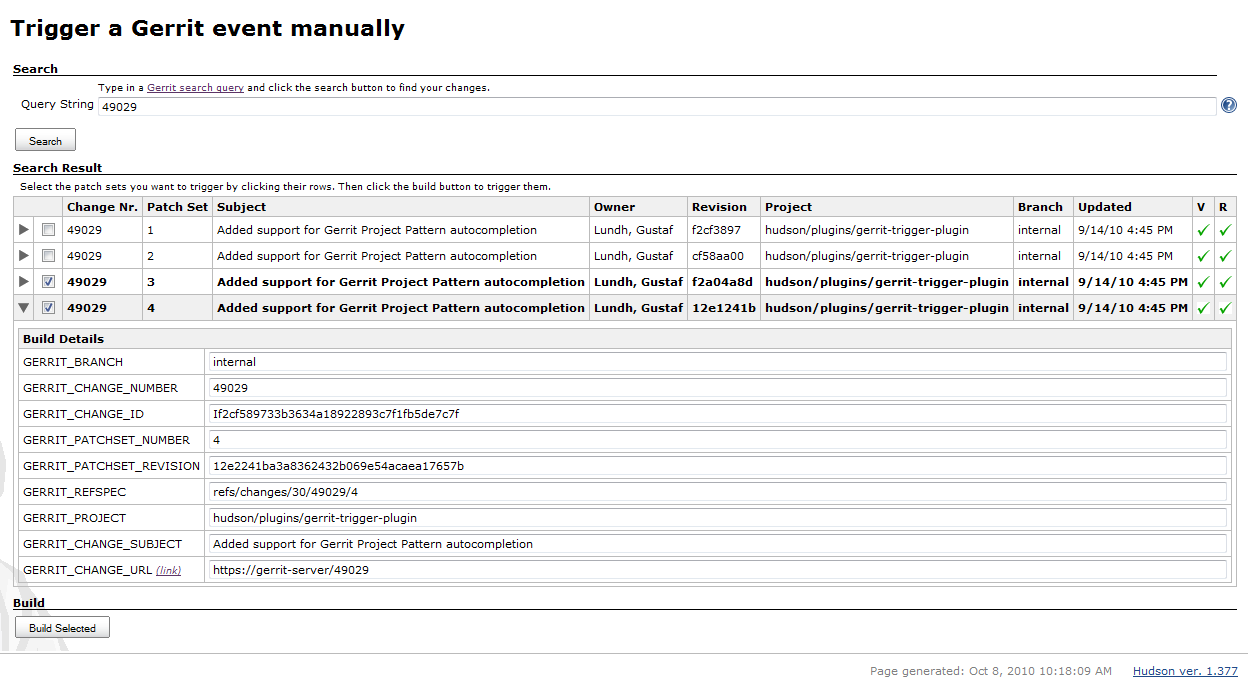 Trigger a Gerrit event manually
Search
Type in a Gerrit search query and click the search button to find your changes.
Query String 49029
Search
Search Result
Select the patch sets you want to trigger by clicking their rows. Then click the build button to trigger them.
Change Nr. Patch Set Subject Owner Revision Project Branch Updated V R
49029 1 Added support for Gerrit Project Pattern autocompletion Lundh, Gustaf f2cf3897 hudson/plugins/gerrit-trigger-plugin internal 9/14/10 4:45 PM
49029 2 Added support for Gerrit Project Pattern autocompletion Lundh, Gustaf cf58aa00 hudson/plugins/gerrit-trigger-plugin internal 9/14/10 4:45 PM
49029 3 Added support for Gerrit Project Pattern autocompletion Lundh, Gustaf f2a04a8d hudson/plugins/gerrit-trigger-plugin internal 9/14/10 4:45 PM
49029 4 Added support for Gerrit Project Pattern autocompletion Lundh, Gustaf 12e1241b hudson/plugins/gerrit-trigger-plugin internal 9/14/10 4:45 PM
Build Details
GERRIT_BRANCH internal
GERRIT_CHANGE_NUMBER 49029
GERRIT_CHANGE_ID If2cf589733b3634a18922893c7f1fb5de7c7f
GERRIT_PATCHSET_NUMBER 4
GERRIT_PATCHSET_REVISION 12e2241ba3a8362432b069e54acaea17657b
GERRIT_REFSPEC refs/changes/30/49029/4
GERRIT_PROJECT hudson/plugins/gerrit-trigger-plugin
GERRIT_CHANGE_SUBJECT Added support for Gerrit Project Pattern autocompletion
GERRIT_CHANGE_URL (link) https://gerrit-server/49029
Build
Build Selected
Page generated: Oct 8, 2010 10:18:09 AM Hudson ver. 1.377